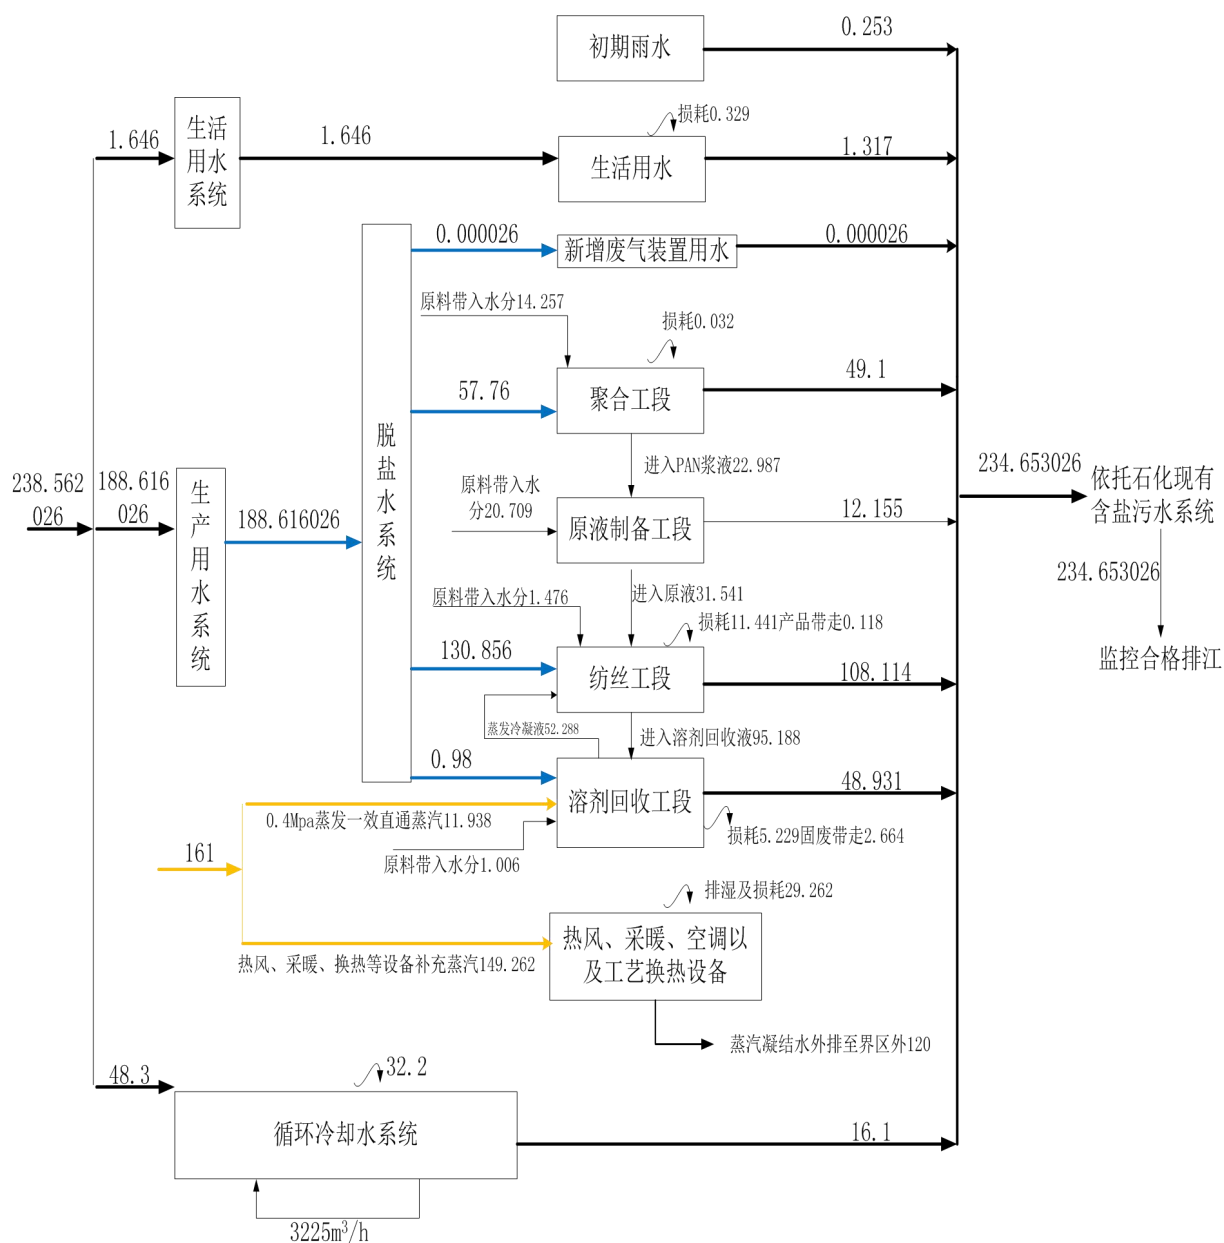 初期雨水
0.253
1.646
生活
用水
系统
1.646
损耗0.329
生活用水
1.317
脱
盐
水
系
统
0.000026
新增废气装置用水
0.000026
原料带入水分14.257
损耗0.032
57.76
聚合工段
49.1
进入PAN浆液22.987
238.562
026
188.616
026
生
产
用
水
系
统
188.616026
原料带入水
分20.709
原液制备工段
12.155
234.653026
依托石化现有
含盐污水系统
234.653026
监控合格排江
进入原液31.541
原料带入水分1.476
损耗11.441产品带走0.118
130.856
纺丝工段
108.114
蒸发冷凝液52.288
进入溶剂回收液95.188
0.98
溶剂回收工段
48.931
0.4Mpa蒸发一效直通蒸汽11.938
损耗5.229固废带走2.664
161
原料带入水分1.006
排湿及损耗29.262
热风、采暖、空调以
及工艺换热设备
热风、采暖、换热等设备补充蒸汽149.262
蒸汽凝结水外排至界区外120
48.3
32.2
循环冷却水系统
16.1
3225m³/h